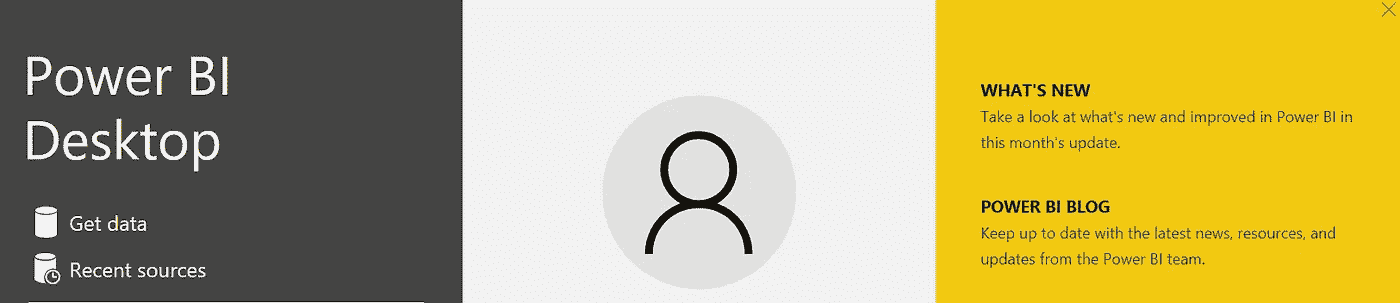 Power BI
Desktop
Get data
Recent sources
WHAT'S NEW
Take a look at what's new and improved in Power BI in
this month's update.
POWER BI BLOG
Keep up to date with the latest news, resources, and
updates from the Power BI team.